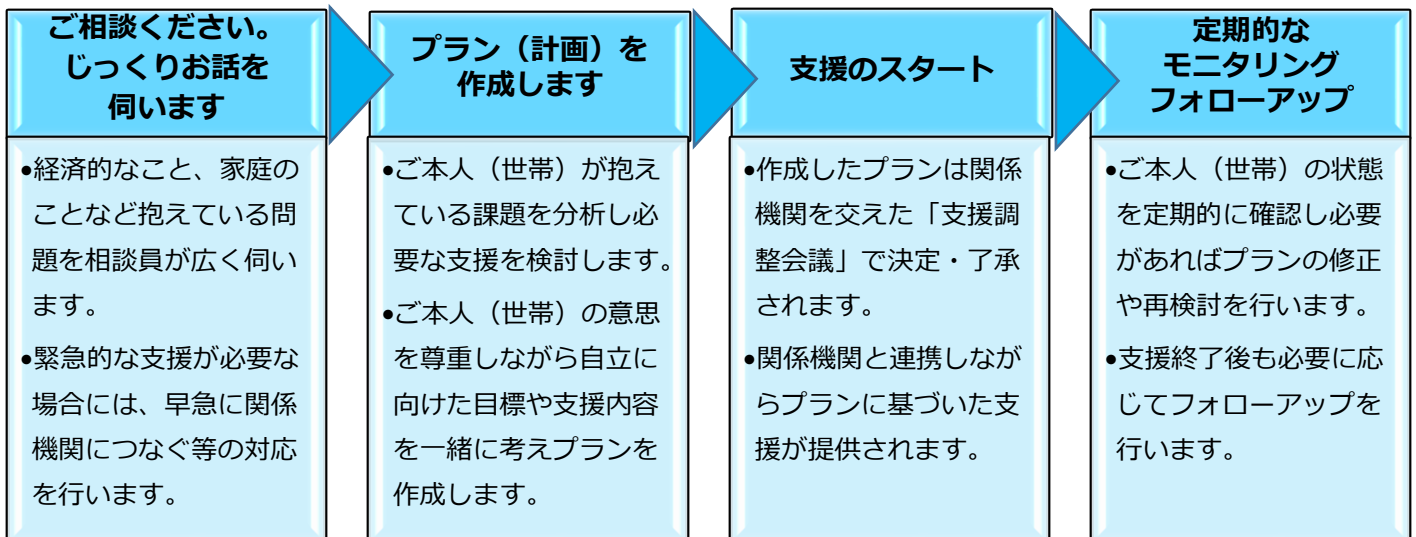 ご相談ください。
じっくりお話を
伺います
•経済的なこと、家庭の
ことなど抱えている問
題を相談員が広く伺い
ます。
•緊急的な支援が必要な
場合には、早急に関係
機関につなぐ等の対応
を行います。
プラン（計画）を
作成します
•ご本人（世帯）が抱え
ている課題を分析し必
要な支援を検討します。
•ご本人（世帯）の意思
を尊重しながら自立に
向けた目標や支援内容
を一緒に考えプランを
作成します。
支援のスタート
•作成したプランは関係
機関を交えた「支援調
整会議」で決定・了承
されます。
•関係機関と連携しなが
らプランに基づいた支
援が提供されます。
定期的な
モニタリング
フォローアップ
•ご本人（世帯）の状態
を定期的に確認し必要
があればプランの修正
や再検討を行います。
•支援終了後も必要に応
じてフォローアップを
行います。